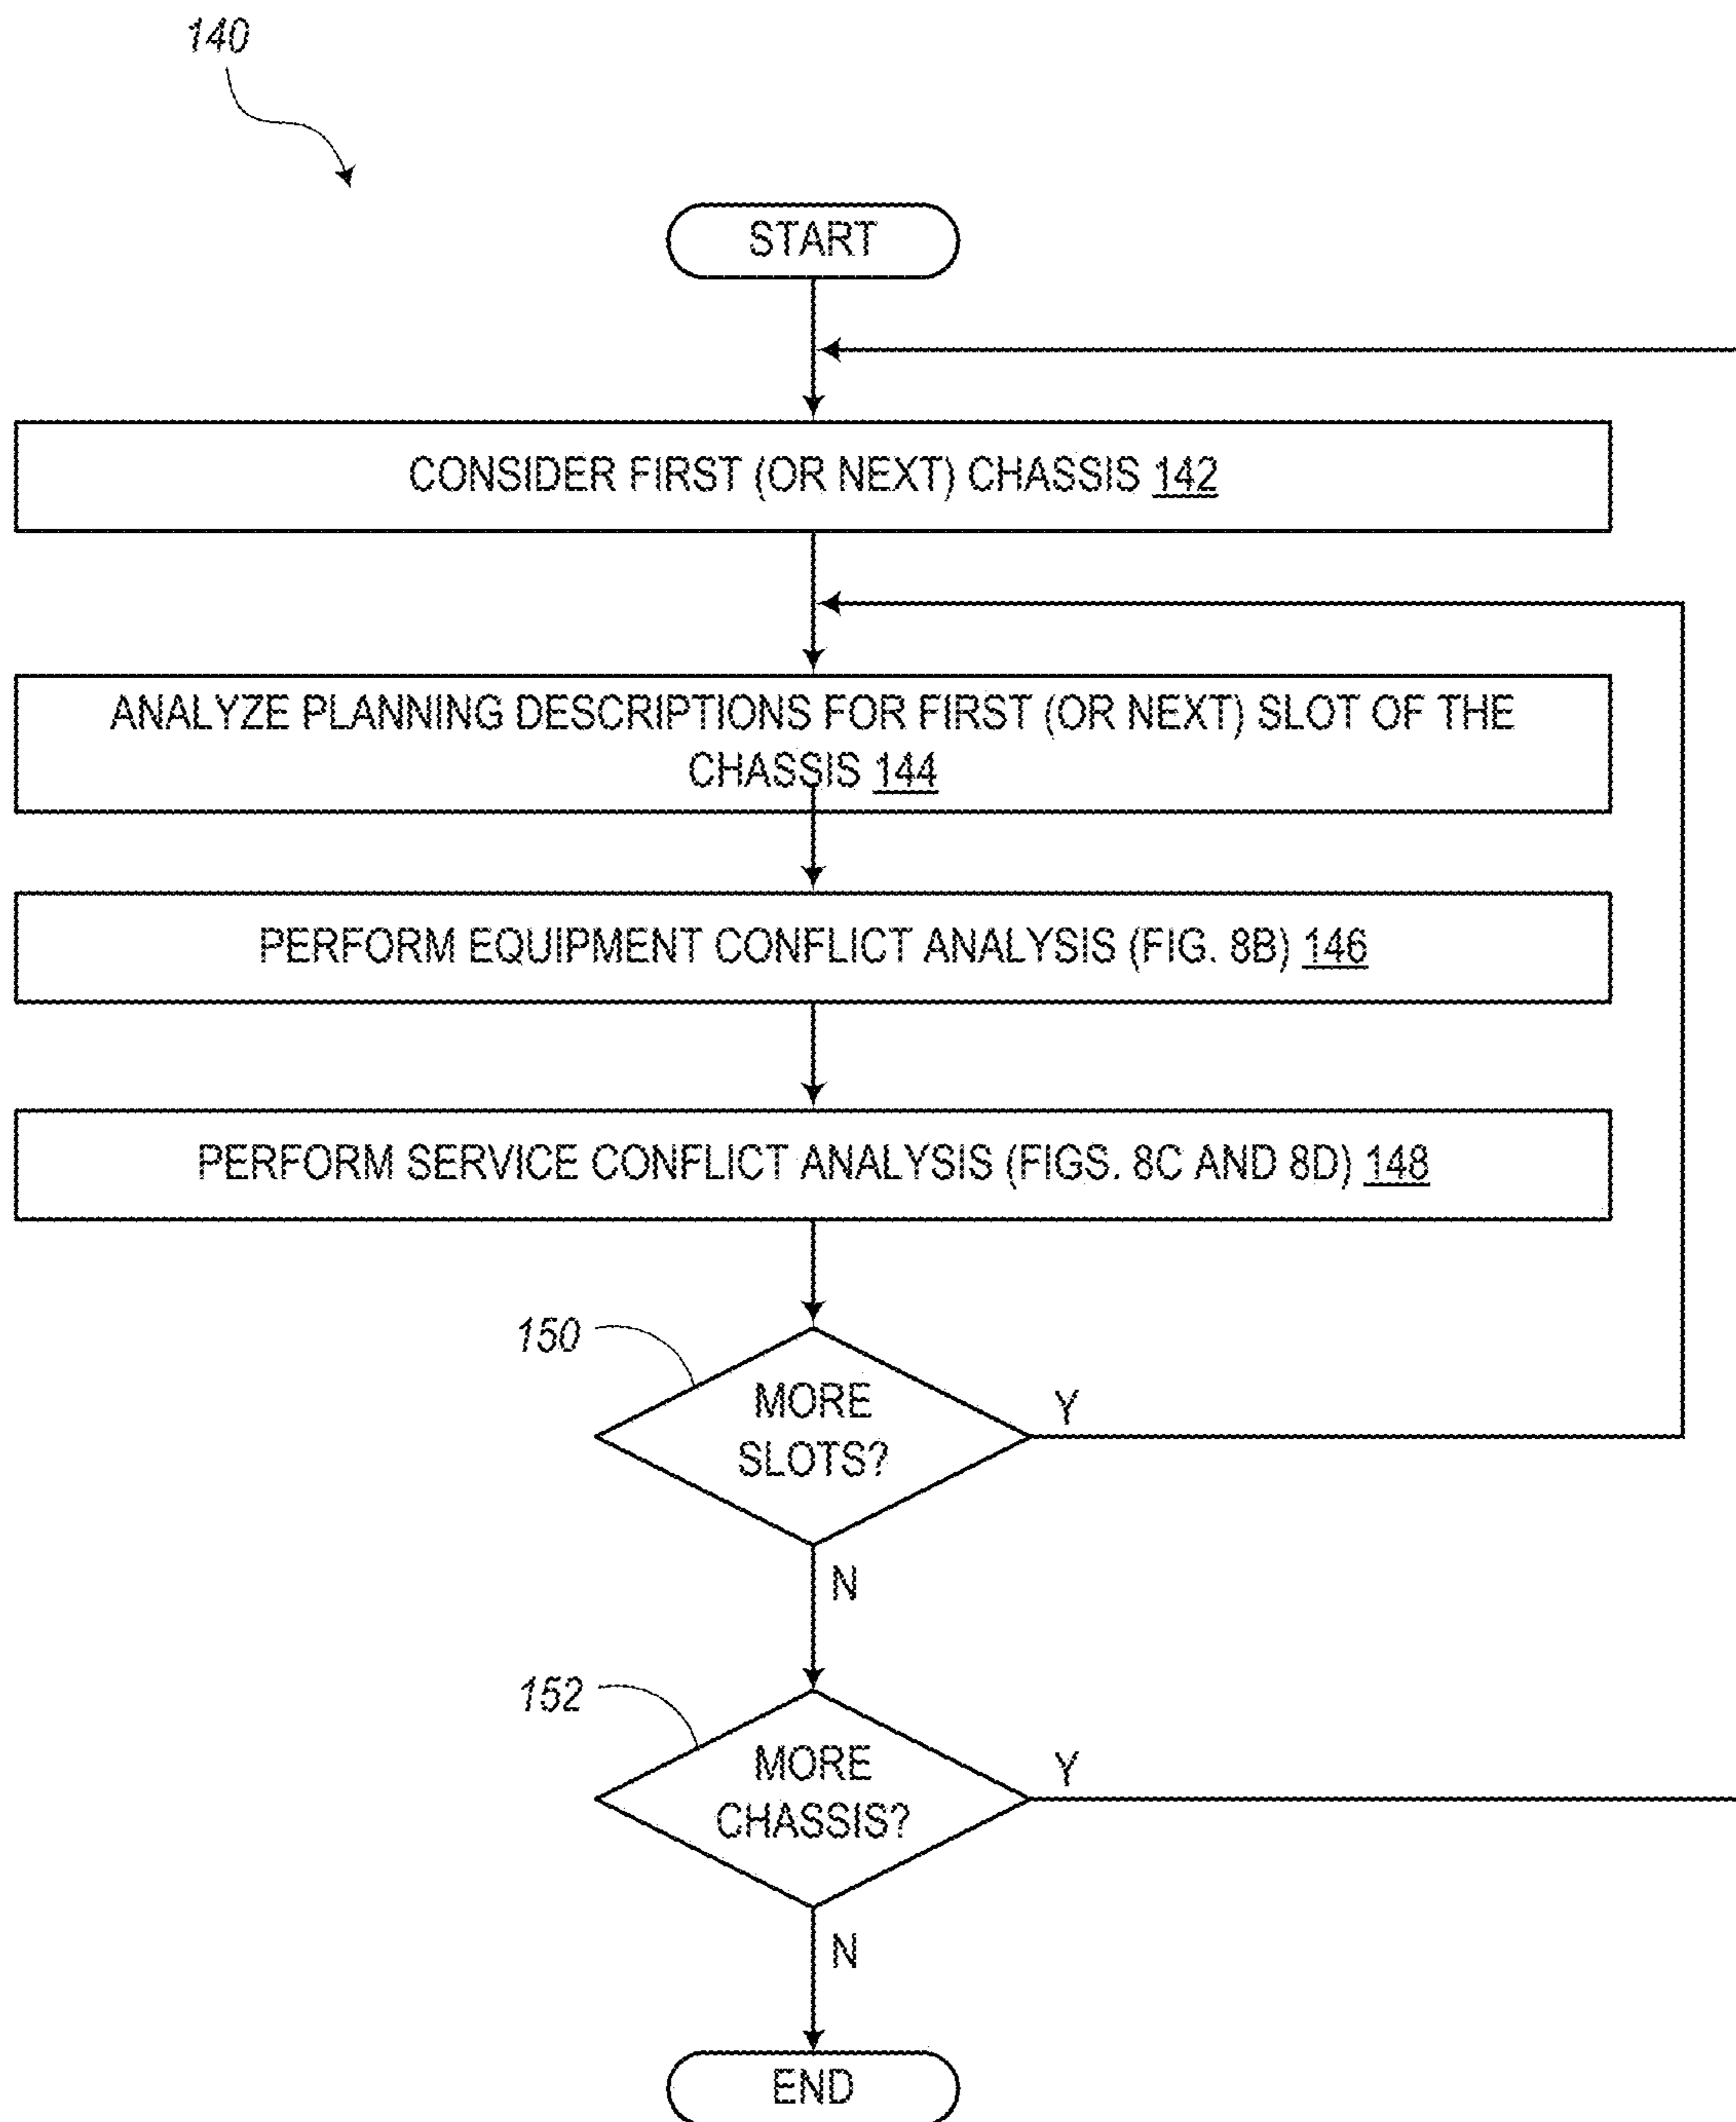 140
START
CONSIDER FIRST (OR NEXT) CHASSIS 142
ANALYZE PLANNING DESCRIPTIONS FOR FIRST (OR NEXT) SLOT OF THE
CHASSIS 144
PERFORM EQUIPMENT CONFLICT ANALYSIS (FIG. 8B) 146
PERFORM SERVICE CONFLICT ANALYSIS (FIGS. 8C AND 8D) 148
150
MORE
SLOTS?
Y
N
152
MORE
CHASSIS?
Y
N
END